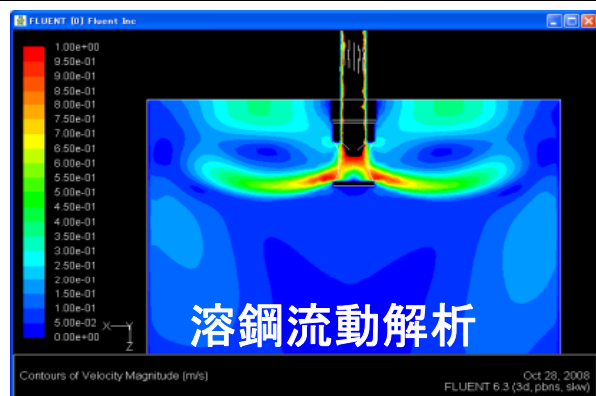 FLUENT [0] Fluent Inc
1.00e+00
9.50e-01
9.00e-01
8.50e-01
8.00e-01
7.50e-01
7.00e-01
6.50e-01
6.00e-01
5.50e-01
5.00e-01
4.50e-01
4.00e-01
3.50e-01
3.00e-01
2.50e-01
2.00e-01
1.50e-01
1.00e-01
5.00e-02
0.00e+00
X Y
Z
溶鋼流動解析
Contours of Velocity Magnitude (m/s)
Oct 28, 2008
FLUENT 6.3 (3d, pbns, skw)